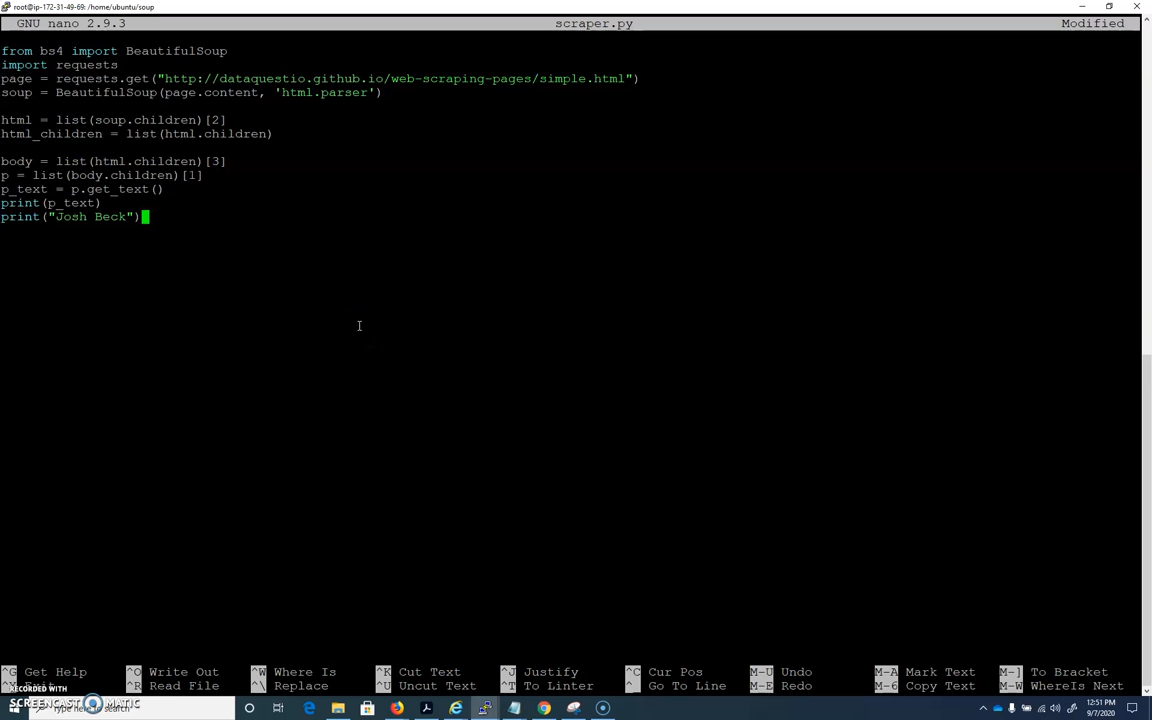 root@ip-172-31-49-69: /home/ubuntu/soup
GNU nano 2.9.3 scraper.py Modified
from bs4 import BeautifulSoup
import requests
page = requests.get("http://dataquestio.github.io/web-scraping-pages/simple.html")
soup = BeautifulSoup(page.content, 'html.parser')
html = list(soup.children)[2]
html_children = list(html.children)
body = list(html.children)[3]
p = list(body.children)[1]
p_text = p.get_text()
print(p_text)
print("Josh Beck")
^G Get Help ^O Write Out ^W Where Is ^K Cut Text ^J Justify ^C Cur Pos M-U Undo M-A Mark Text M-] To Bracket
^R Read File ^\ Replace ^U Uncut Text ^T To Linter ^_ Go To Line M-E Redo M-6 Copy Text M-W WhereIs Next
RECORDED WITH
SCREENCAST MATIC
Type here to search
12:51 PM
9/7/2020